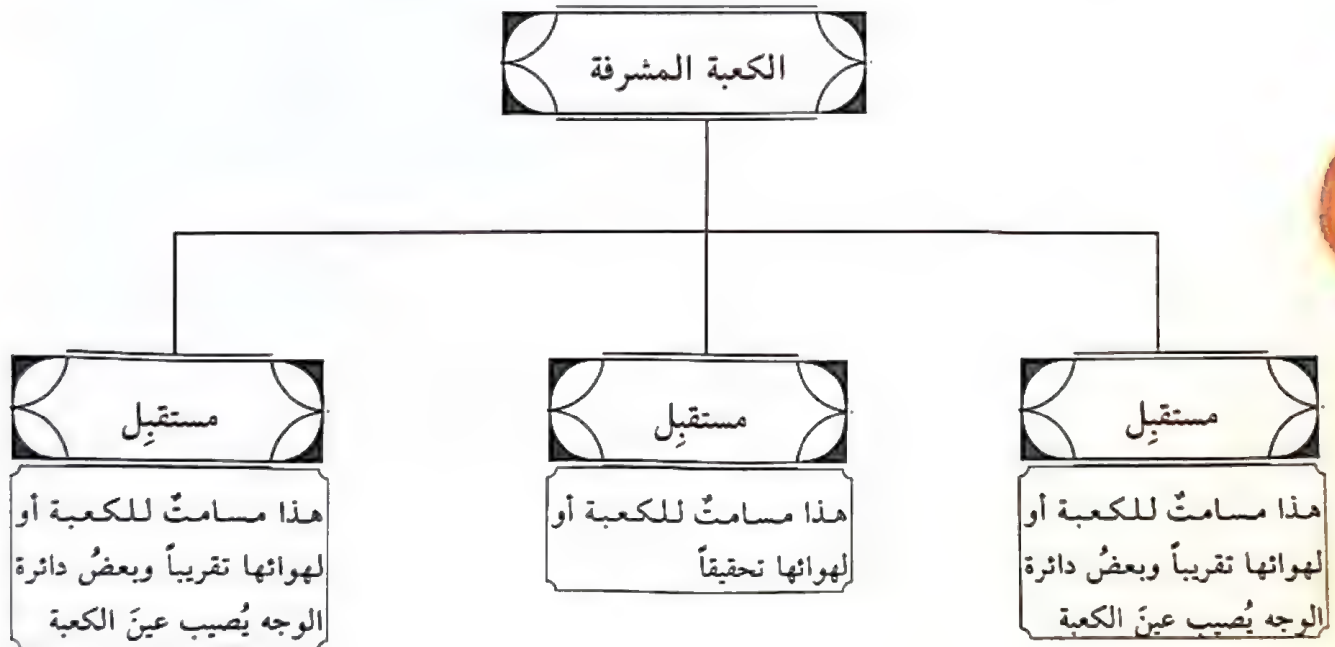 الكعبة المشرفة
مستقبِل
هذا مسامتٌ للكعبة أو
لهوائها تقريباً وبعضُ دائرة
الوجه يُصيب عينَ الكعبة
مستقبِل
هذا مسامتٌ للكعبة أو
لهوائها تحقيقاً
مستقبِل
هذا مسامتٌ للكعبة أو
لهوائها تقريباً وبعضُ دائرة
الوجه يُصيب عينَ الكعبة